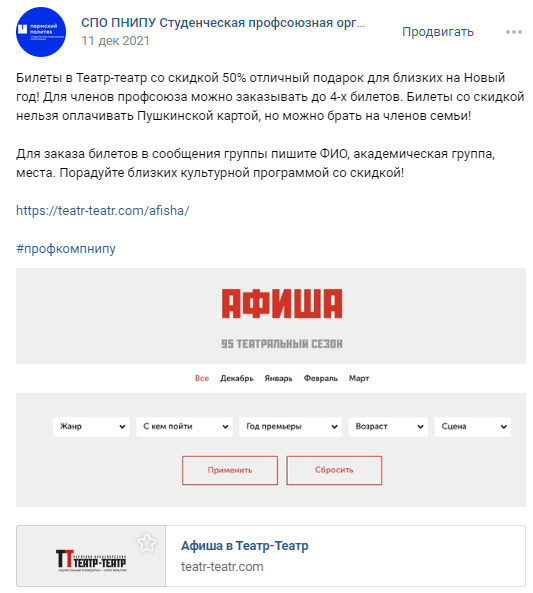 пермский
политех
СПО ПНИПУ Студенческая профсоюзная орг...
11 дек 2021
Продвигать
Билеты в Театр-театр со скидкой 50% отличный подарок для близких на Новый
год! Для членов профсоюза можно заказывать до 4-х билетов. Билеты со скидкой
нельзя оплачивать Пушкинской картой, но можно брать на членов семьи!
Для заказа билетов в сообщения группы пишите ФИО, академическая группа,
места. Порадуйте близких культурной программой со скидкой!
https://teatr-teatr.com/afisha/
#профкомпнипу
АФИША
95 ТЕАТРАЛЬНЫЙ СЕЗОН
Все Декабрь Январь Февраль Март
Жанр С кем пойти Год премьеры Возраст Сцена
Применить Сбросить
ТТ ТЕАТР-ТЕАТР
Афиша в Театр-Театр
teatr-teatr.com